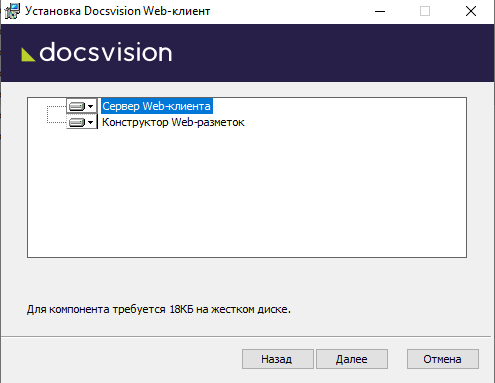 Установка Docsvision Web-клиент
docsvision
Сервер Web-клиента
Конструктор Web-разметок
Для компонента требуется 18КБ на жестком диске.
Назад
Далее
Отмена